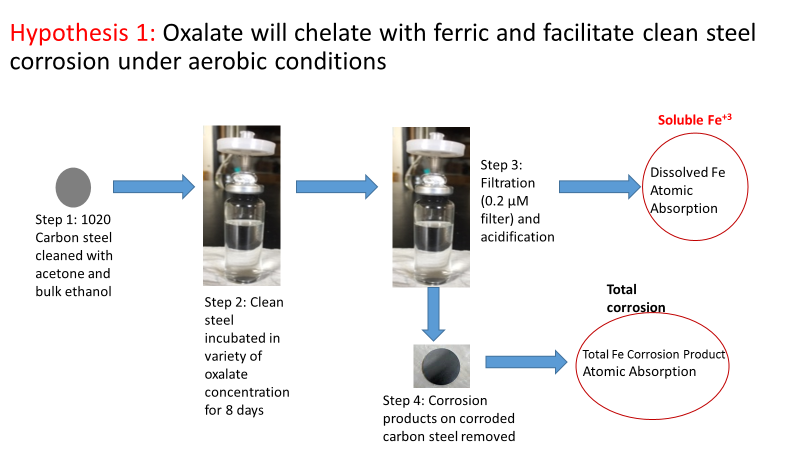 Hypothesis 1: Oxalate will chelate with ferric and facilitate clean steel
corrosion under aerobic conditions
Step 1: 1020
Carbon steel
cleaned with
acetone and
bulk ethanol
Step 2: Clean
steel
incubated in
variety of
oxalate
concentration
for 8 days
Step 3:
Filtration
(0.2 µM
filter) and
acidification
Soluble Fe⁺³
Dissolved Fe
Atomic
Absorption
Step 4: Corrosion
products on corroded
carbon steel removed
Total
corrosion
Total Fe Corrosion Product
Atomic Absorption